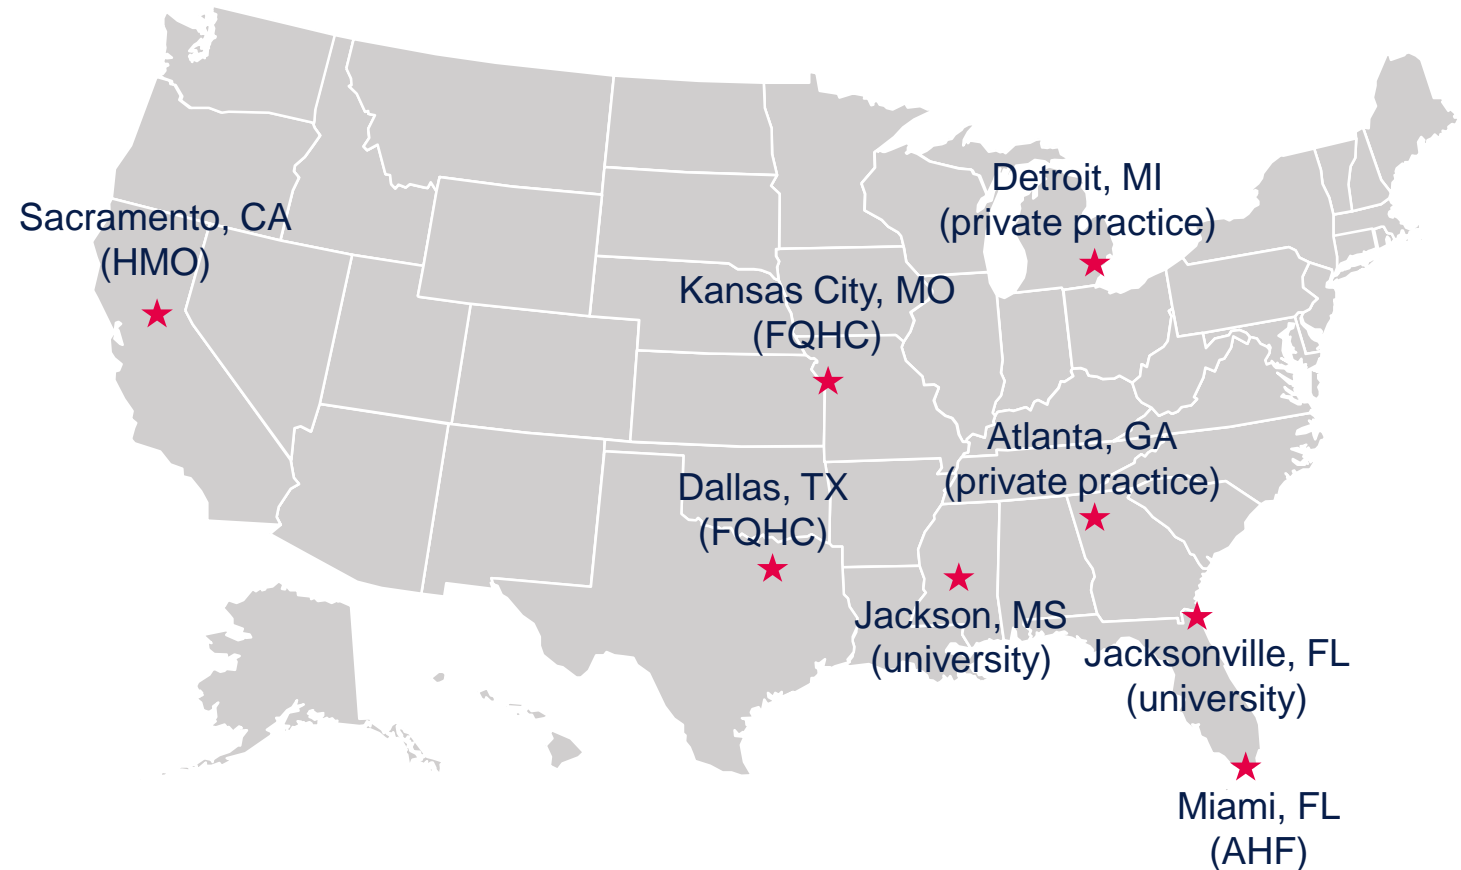 Detroit, MI
(private practice)
Sacramento, CA
(HMO)
Kansas City, MO
(FQHC)
Atlanta, GA
(private practice)
Dallas, TX
(FQHC)
Jackson, MS
(university)
Jacksonville, FL
(university)
Miami, FL
(AHF)